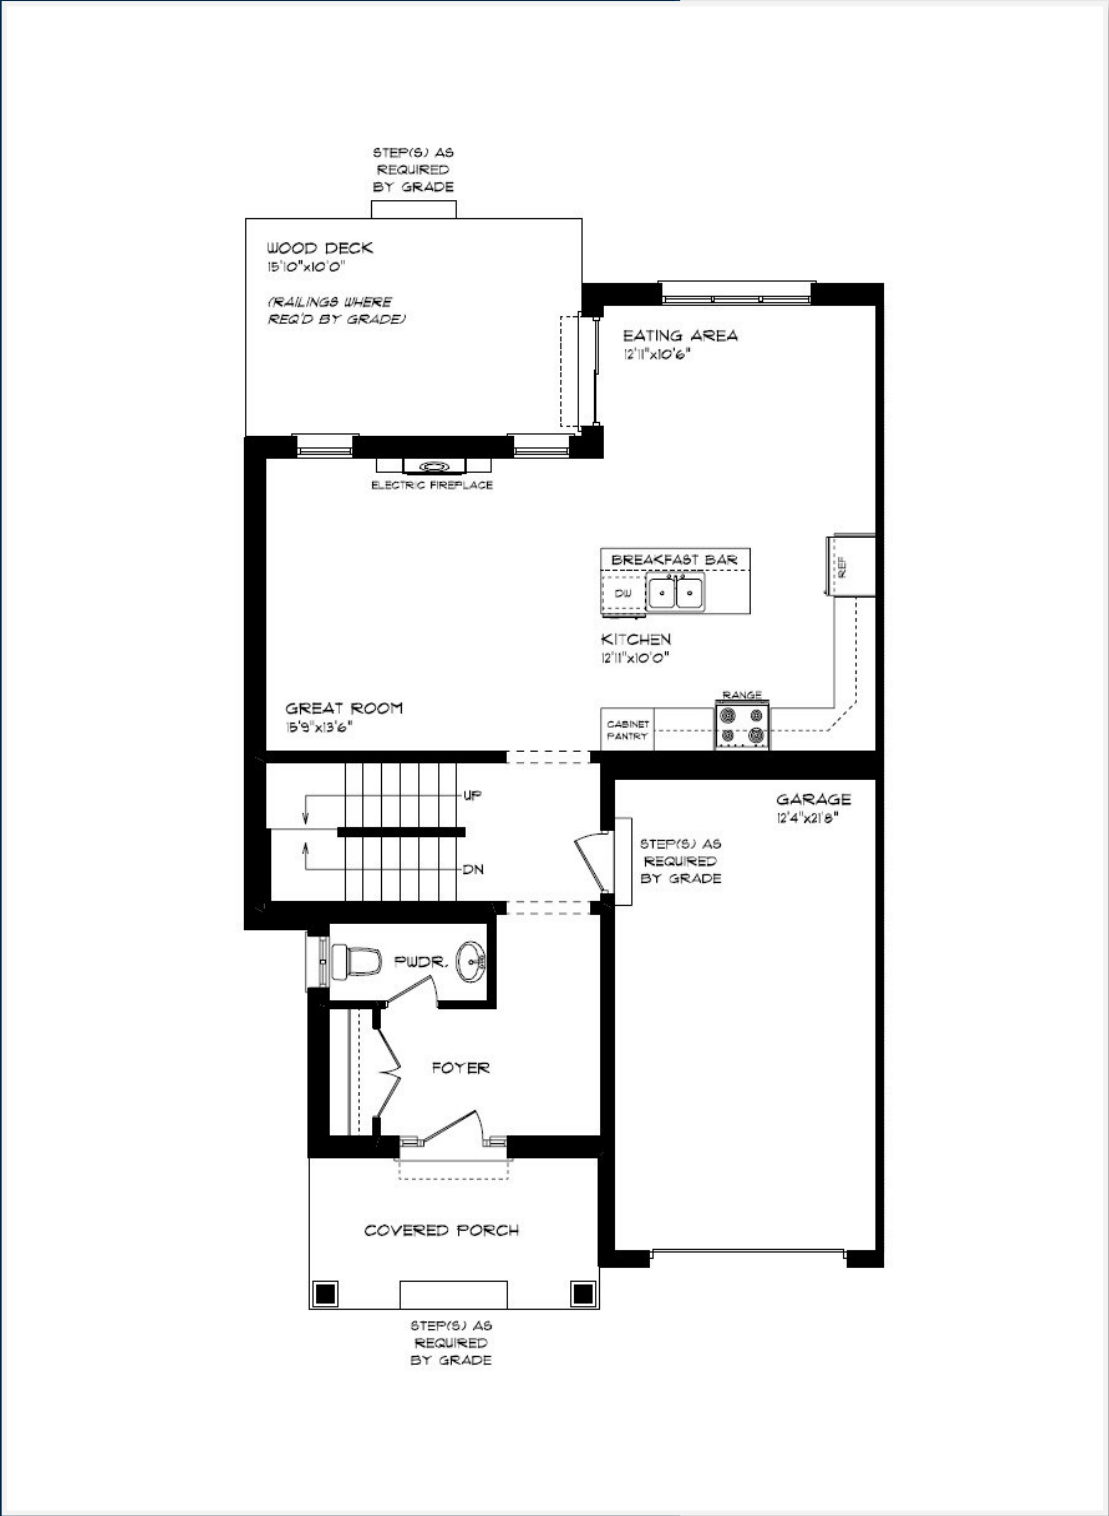 STEP(S) AS
REQUIRED
BY GRADE
WOOD DECK
15'10"x10'0"
(RAILINGS WHERE
REQ'D BY GRADE)
EATING AREA
12'11"x10'6"
ELECTRIC FIREPLACE
BREAKFAST BAR
DW
REF
KITCHEN
12'11"x10'0"
RANGE
CABINET
PANTRY
GREAT ROOM
15'9"x13'6"
UP
DN
GARAGE
12'4"x21'8"
STEP(S) AS
REQUIRED
BY GRADE
PWDR.
FOYER
COVERED PORCH
STEP(S) AS
REQUIRED
BY GRADE